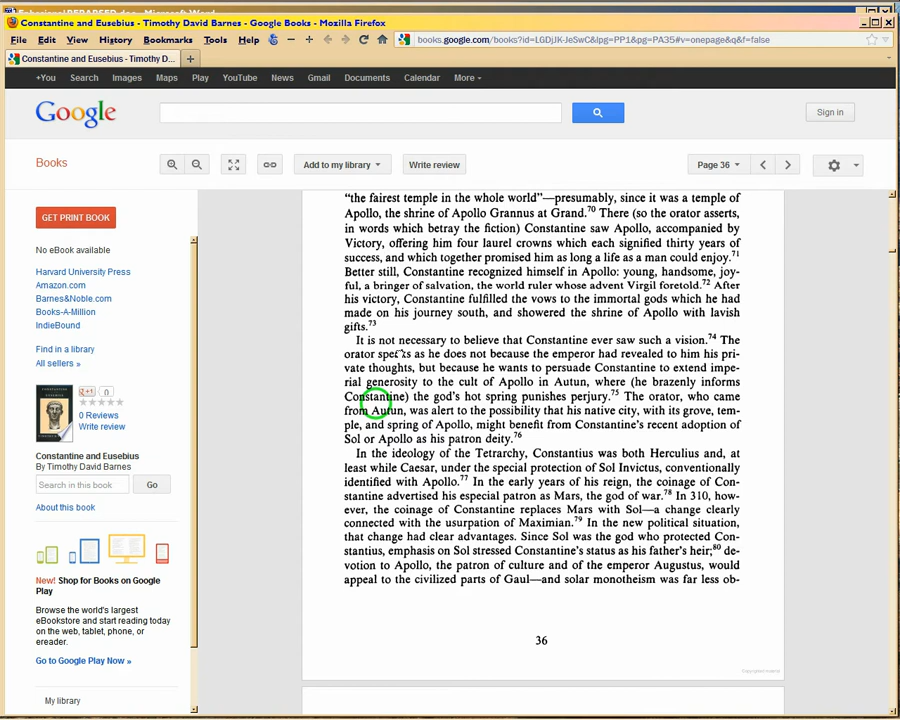 Constantine and Eusebius - Timothy David Barnes - Google Books - Mozilla Firefox
File Edit View History Bookmarks Tools Help
books.google.com/books?id=LGDjJK-JeSwC&lpg=PP1&pg=PA35#v=onepage&q&f=false
Constantine and Eusebius - Timothy D...
+You Search Images Maps Play YouTube News Gmail Documents Calendar More
Google
Sign in
Books
Add to my library
Write review
Page 36
GET PRINT BOOK
No eBook available
Harvard University Press
Amazon.com
Barnes&Noble.com
Books-A-Million
IndieBound
Find in a library
All sellers »
+1 0
0 Reviews
Write review
Constantine and Eusebius
By Timothy David Barnes
Search in this book Go
About this book
New! Shop for Books on Google
Play
Browse the world's largest
eBookstore and start reading today
on the web, tablet, phone, or
ereader.
Go to Google Play Now »
My library
"the fairest temple in the whole world"—presumably, since it was a temple of
Apollo, the shrine of Apollo Grannus at Grand.70 There (so the orator asserts,
in words which betray the fiction) Constantine saw Apollo, accompanied by
Victory, offering him four laurel crowns which each signified thirty years of
success, and which together promised him as long a life as a man could enjoy.71
Better still, Constantine recognized himself in Apollo: young, handsome, joy-
ful, a bringer of salvation, the world ruler whose advent Virgil foretold.72 After
his victory, Constantine fulfilled the vows to the immortal gods which he had
made on his journey south, and showered the shrine of Apollo with lavish
gifts.73
It is not necessary to believe that Constantine ever saw such a vision.74 The
orator speaks as he does not because the emperor had revealed to him his pri-
vate thoughts, but because he wants to persuade Constantine to extend impe-
rial generosity to the cult of Apollo in Autun, where (he brazenly informs
Constantine) the god's hot spring punishes perjury.75 The orator, who came
from Autun, was alert to the possibility that his native city, with its grove, tem-
ple, and spring of Apollo, might benefit from Constantine's recent adoption of
Sol or Apollo as his patron deity.76
In the ideology of the Tetrarchy, Constantius was both Herculius and, at
least while Caesar, under the special protection of Sol Invictus, conventionally
identified with Apollo.77 In the early years of his reign, the coinage of Con-
stantine advertised his especial patron as Mars, the god of war.78 In 310, how-
ever, the coinage of Constantine replaces Mars with Sol—a change clearly
connected with the usurpation of Maximian.79 In the new political situation,
that change had clear advantages. Since Sol was the god who protected Con-
stantius, emphasis on Sol stressed Constantine's status as his father's heir;80 de-
votion to Apollo, the patron of culture and of the emperor Augustus, would
appeal to the civilized parts of Gaul—and solar monotheism was far less ob-
36
Copyrighted material